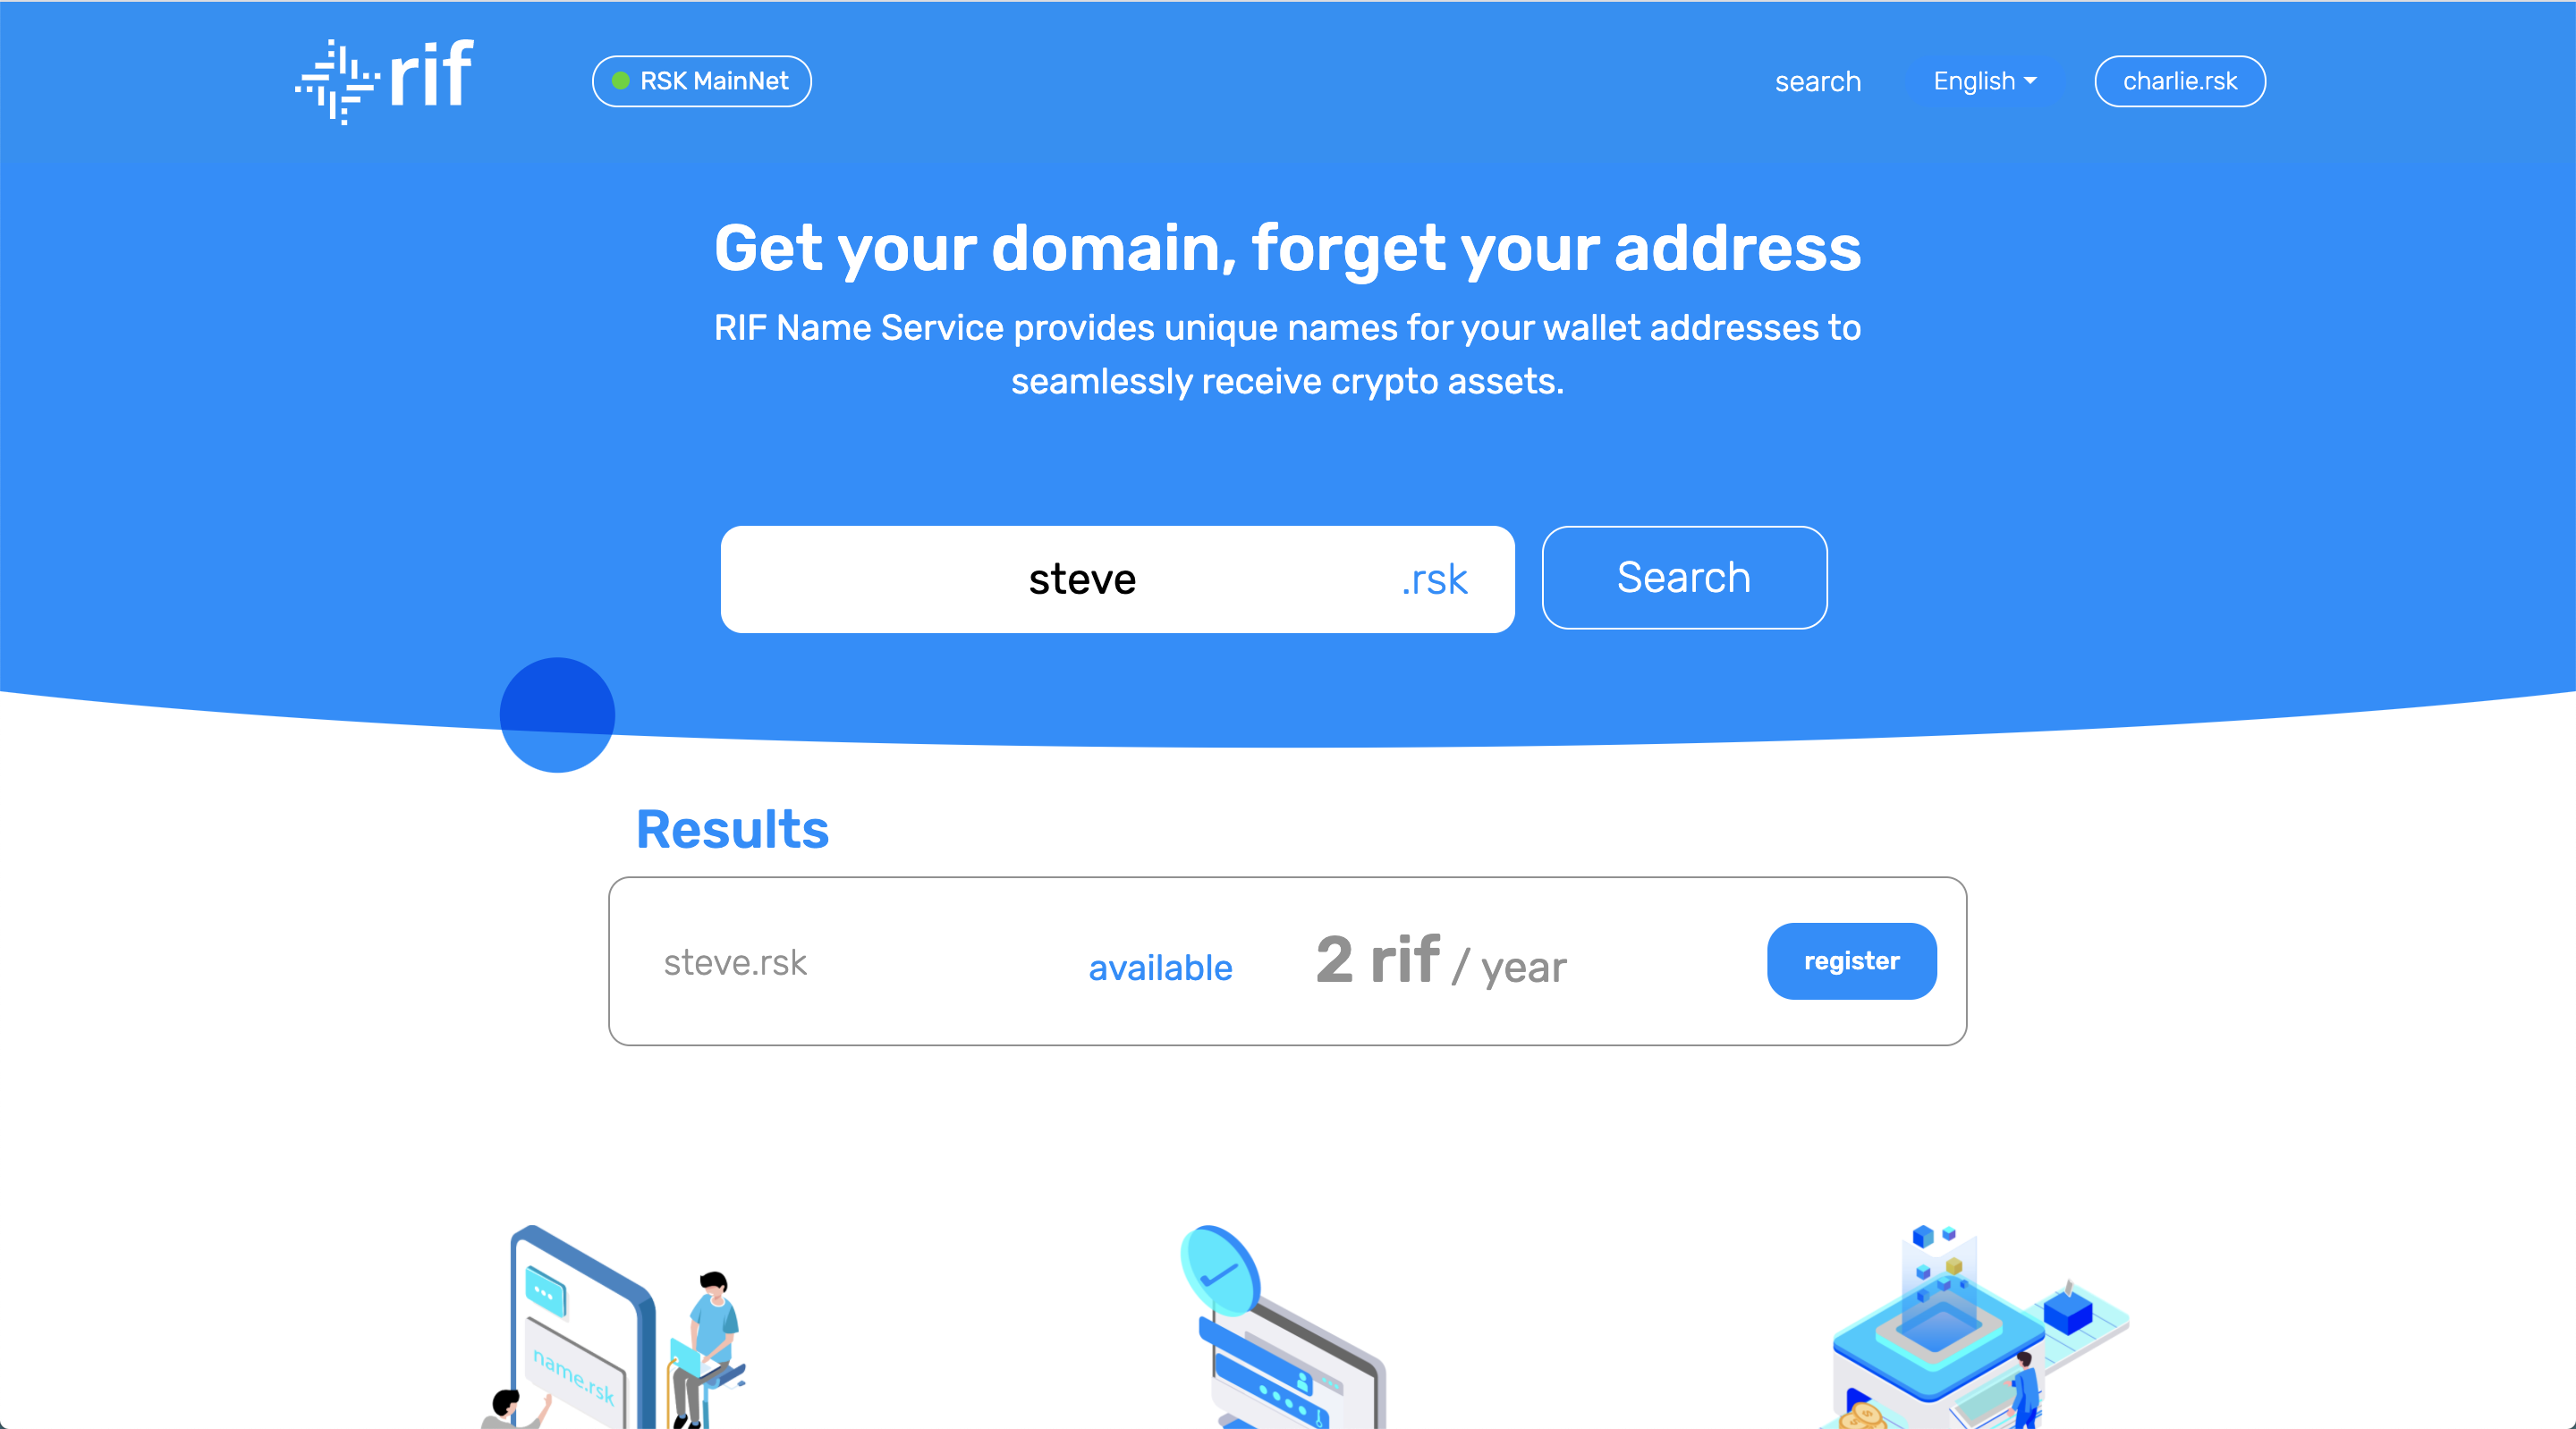 rif
RSK MainNet
search
English
charlie.rsk
Get your domain, forget your address
RIF Name Service provides unique names for your wallet addresses to
seamlessly receive crypto assets.
steve
.rsk
Search
Results
steve.rsk
available
2 rif / year
register
name.rsk